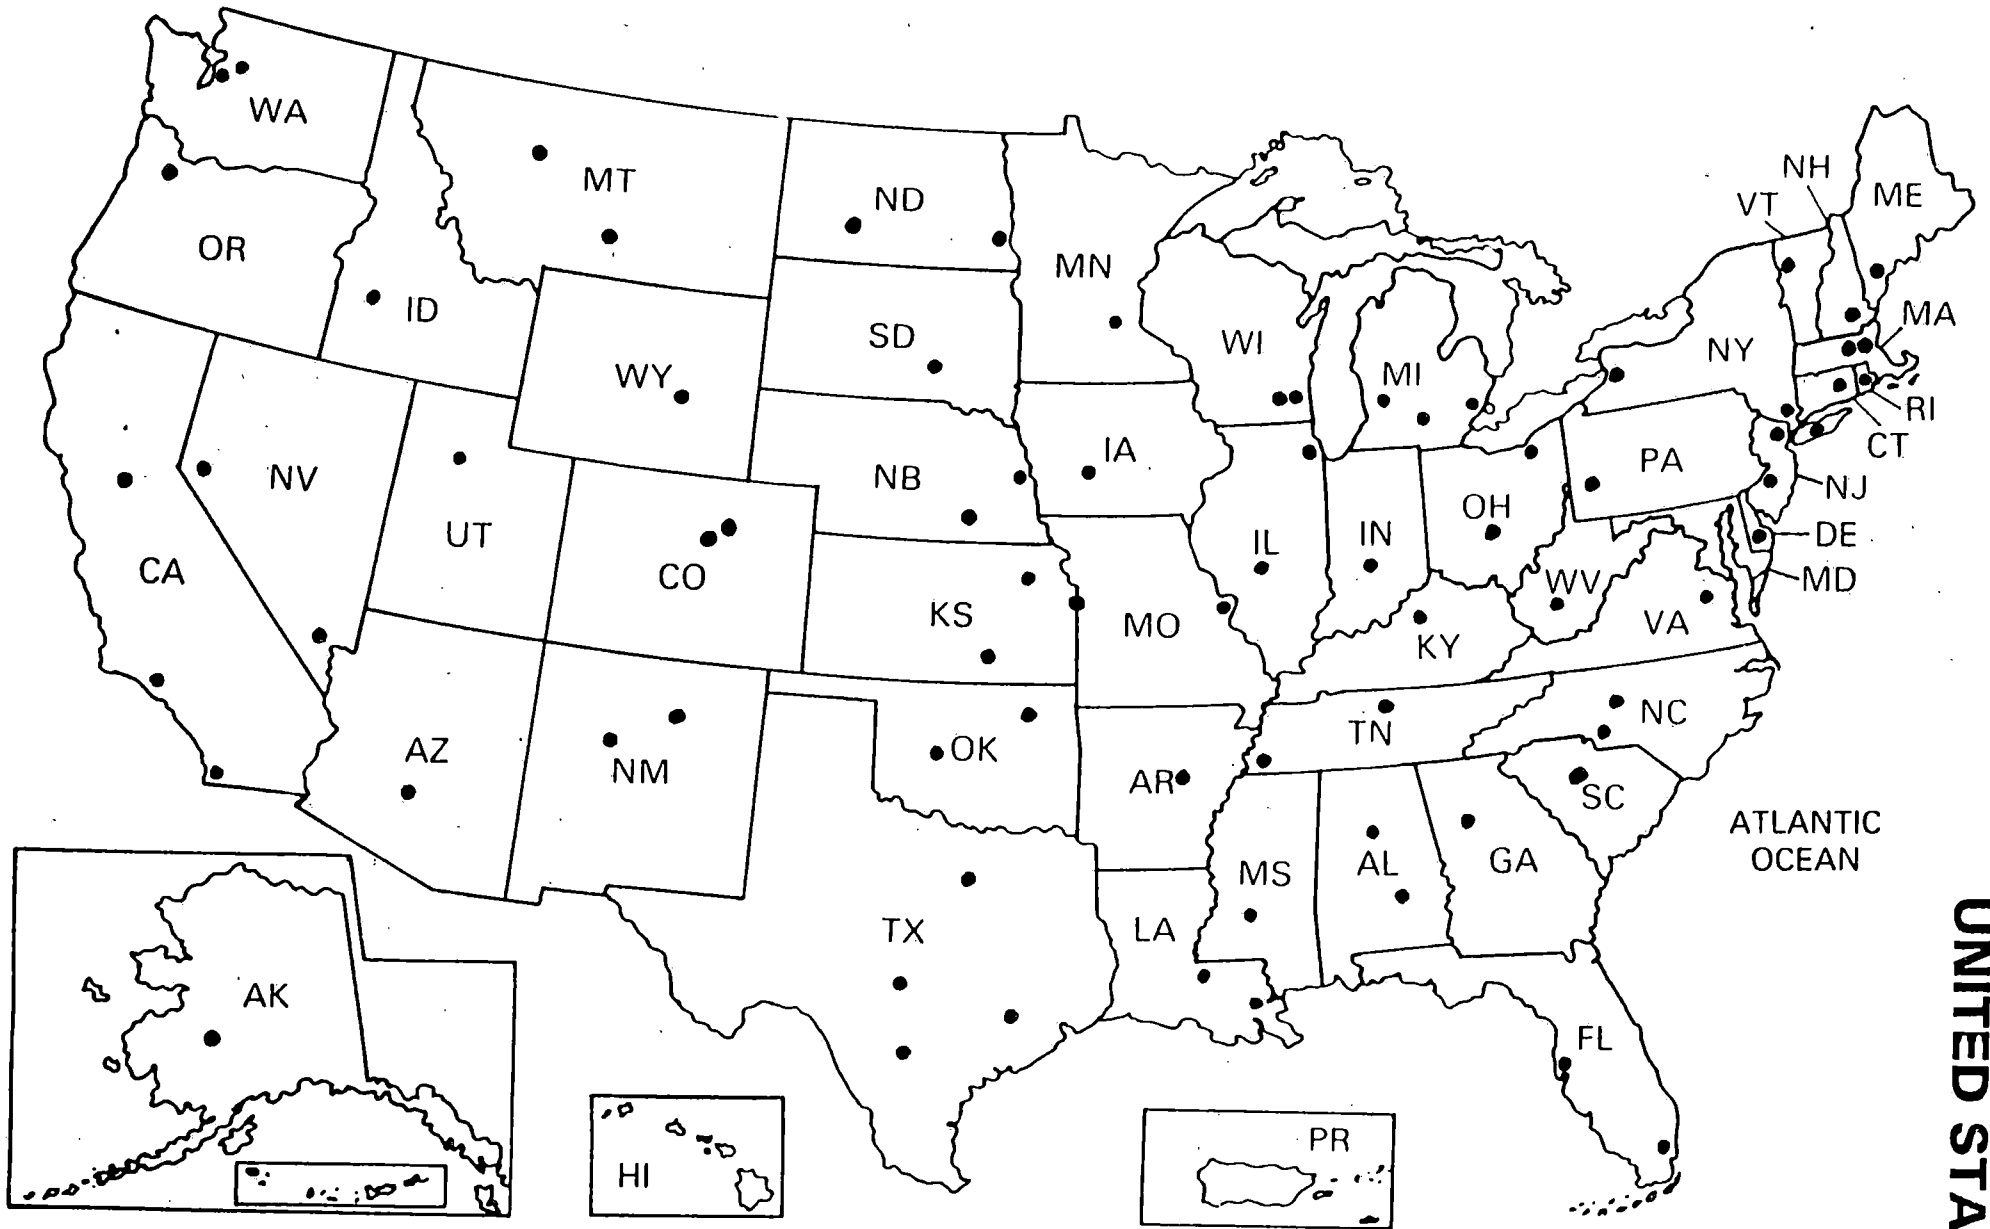 WA
NH
MT
ME
ND
VT
OR
MN
ID
MA
SD
WI
NY
WY
MI
RI
CT
IA
PA
NV
NB
NJ
UT
OH
IN
DE
IL
CO
CA
WV
MD
KS
MO
VA
KY
NC
TN
AZ
OK
NM
AR
SC
ATLANTIC
OCEAN
AL
GA
MS
TX
LA
AK
FL
PR
HI
UNITED STA